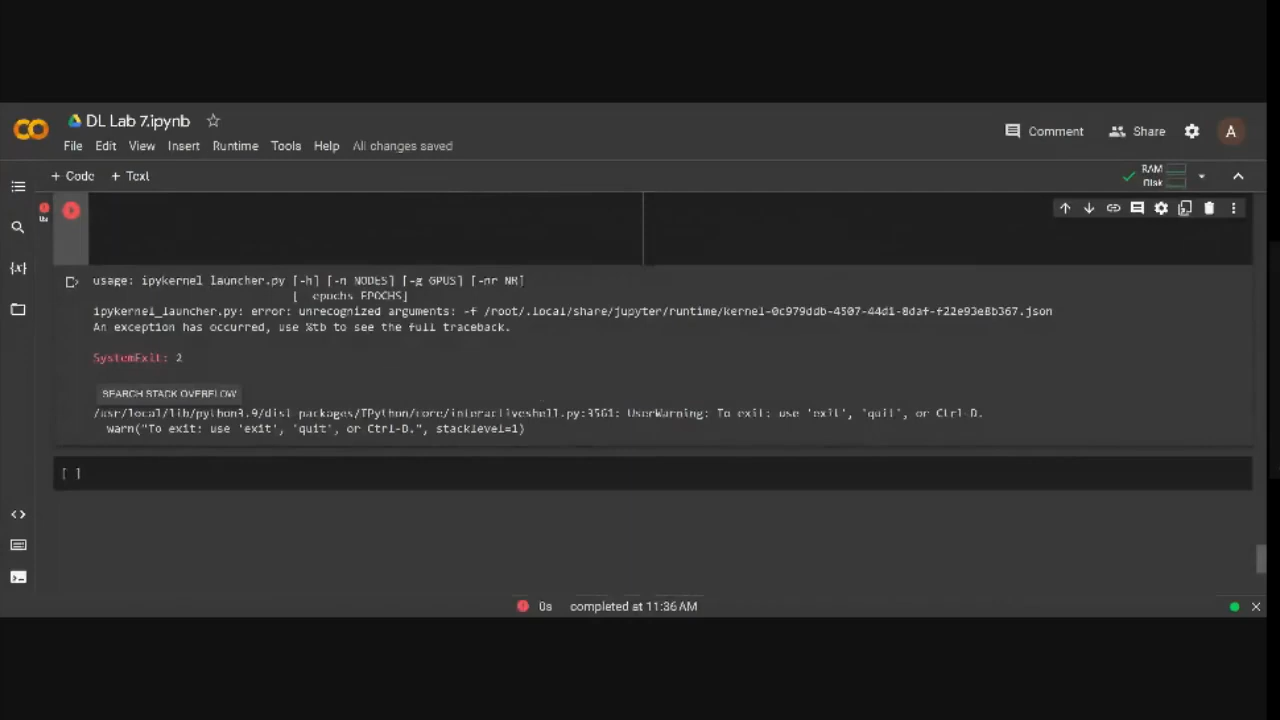 DL Lab 7.ipynb
File Edit View Insert Runtime Tools Help All changes saved
Comment Share A
+ Code + Text
RAM
Disk
usage: ipykernel_launcher.py [-h] [-n NODES] [-g GPUS] [-nr NR]
[--epochs EPOCHS]
ipykernel_launcher.py: error: unrecognized arguments: -f /root/.local/share/jupyter/runtime/kernel-0c979ddb-4507-44d1-8daf-f22e93e8b367.json
An exception has occurred, use %tb to see the full traceback.
SystemExit: 2
SEARCH STACK OVERFLOW
/usr/local/lib/python3.9/dist-packages/IPython/core/interactiveshell.py:3561: UserWarning: To exit: use 'exit', 'quit', or Ctrl-D.
warn("To exit: use 'exit', 'quit', or Ctrl-D.", stacklevel=1)
[ ]
0s completed at 11:36 AM